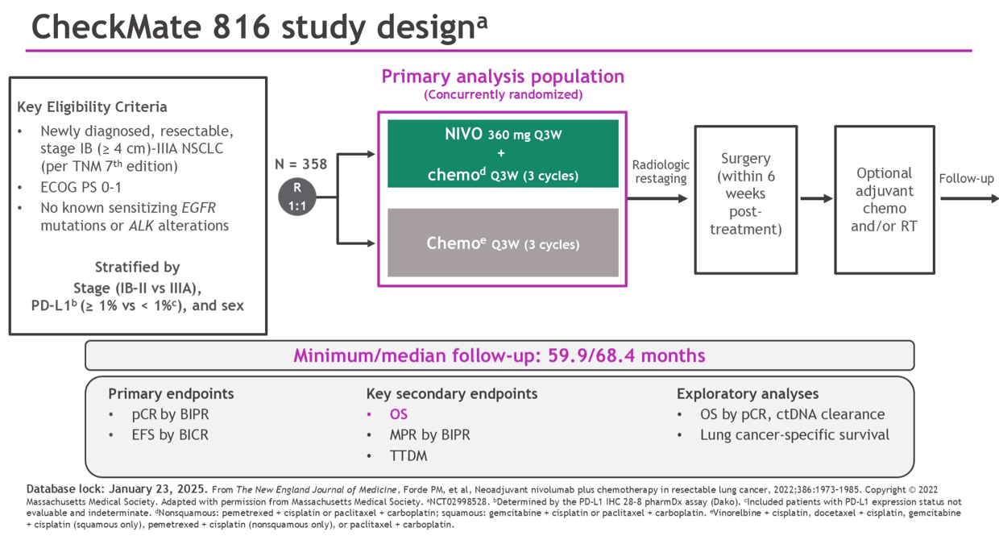 CheckMate 816 study designᵃ
Primary analysis population
(Concurrently randomized)
Key Eligibility Criteria
• Newly diagnosed, resectable,
stage IB (≥ 4 cm)–IIIA NSCLC
(per TNM 7ᵗʰ edition)
• ECOG PS 0–1
• No known sensitizing EGFR
mutations or ALK alterations
Stratified by
Stage (IB–II vs IIIA),
PD-L1ᵇ (≥ 1% vs < 1%ᶜ), and sex
N = 358
R
1:1
NIVO 360 mg Q3W
+
chemoᵈ Q3W (3 cycles)
Chemoᵉ Q3W (3 cycles)
Radiologic
restaging
Surgery
(within 6
weeks
post-
treatment)
Optional
adjuvant
chemo
and/or RT
Follow-up
Minimum/median follow-up: 59.9/68.4 months
Primary endpoints
• pCR by BIPR
• EFS by BICR
Key secondary endpoints
• OS
• MPR by BIPR
• TTDM
Exploratory analyses
• OS by pCR, ctDNA clearance
• Lung cancer-specific survival
Database lock: January 23, 2025. From The New England Journal of Medicine, Forde PM, et al, Neoadjuvant nivolumab plus chemotherapy in resectable lung cancer, 2022;386:1973–1985. Copyright © 2022
Massachusetts Medical Society. Adapted with permission from Massachusetts Medical Society. ᵃNCT02998528. ᵇDetermined by the PD-L1 IHC 28-8 pharmDx assay (Dako). ᶜIncluded patients with PD-L1 expression status not
evaluable and indeterminate. ᵈNonsquamous: pemetrexed + cisplatin or paclitaxel + carboplatin; squamous: gemcitabine + cisplatin or paclitaxel + carboplatin. ᵉVinorelbine + cisplatin, docetaxel + cisplatin, gemcitabine
+ cisplatin (squamous only), pemetrexed + cisplatin (nonsquamous only), or paclitaxel + carboplatin.